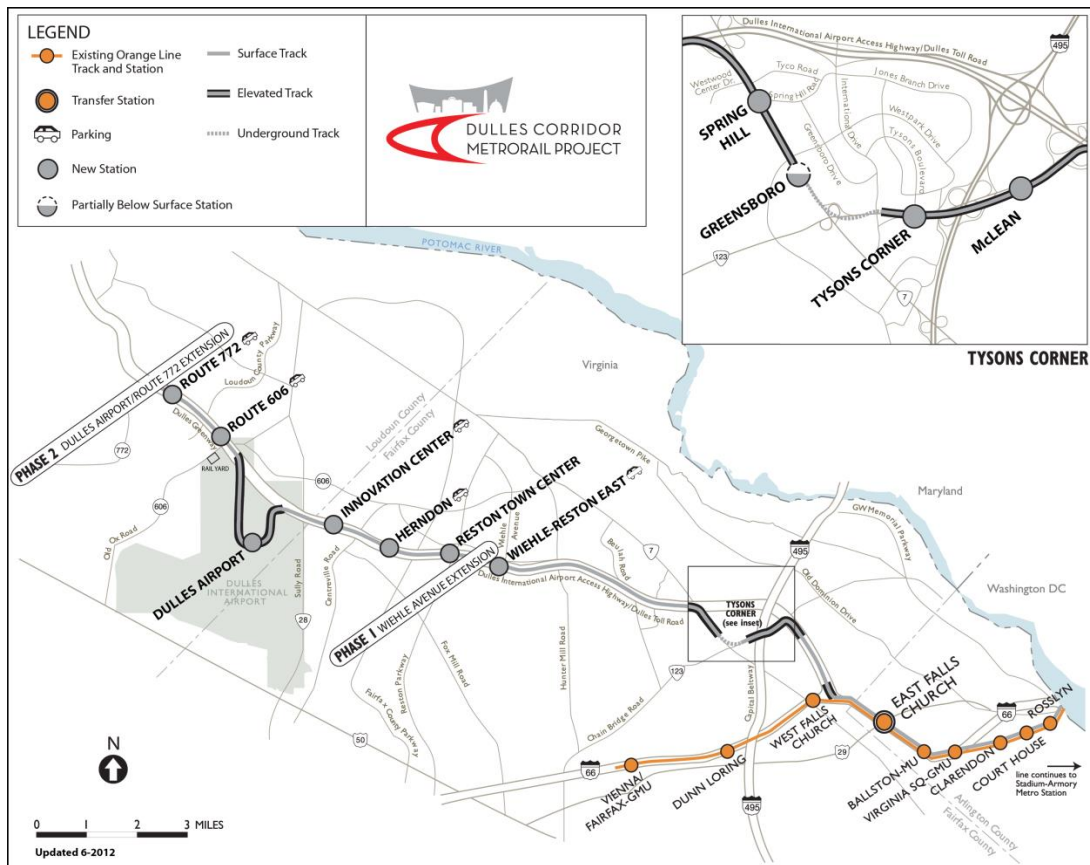 LEGEND
Existing Orange Line
Track and Station
Transfer Station
Parking
New Station
Partially Below Surface Station
Surface Track
Elevated Track
Underground Track
DULLES CORRIDOR
METRORAIL PROJECT
Dulles International Airport Access Highway/Dulles Toll Road
495
Westwood
Center Dr.
Tyco Road
Spring Hill Road
International Drive
Jones Branch Drive
Westpark Drive
Tysons Boulevard
Greensboro Drive
SPRING
HILL
GREENSBORO
TYSONS CORNER
McLEAN
123
7
TYSONS CORNER
POTOMAC RIVER
Virginia
Maryland
Washington DC
PHASE 2 DULLES AIRPORT/ROUTE 772 EXTENSION
ROUTE 772
Loudoun County Parkway
ROUTE 606
Dulles Greenway
RAIL YARD
772
606
Old Ox Road
Loudoun County
Fairfax County
606
INNOVATION CENTER
HERNDON
RESTON TOWN CENTER
Wiehle
Avenue
WIEHLE-RESTON EAST
PHASE 1 WIEHLE AVENUE EXTENSION
DULLES AIRPORT
DULLES
INTERNATIONAL
AIRPORT
Sully Road
28
Centreville Road
Fairfax County Parkway
Reston Parkway
Fox Mill Road
Hunter Mill Road
Dulles International Airport Access Highway/Dulles Toll Road
Beulah Road
7
Georgetown Pike
495
GW Memorial Parkway
Old Dominion Drive
TYSONS
CORNER
(see inset)
123
Chain Bridge Road
Capital Beltway
50
66
VIENNA/
FAIRFAX-GMU
DUNN LORING
WEST FALLS
CHURCH
29
495
EAST FALLS
CHURCH
BALLSTON-MU
VIRGINIA SQ-GMU
CLARENDON
COURT HOUSE
ROSSLYN
66
Arlington County
Fairfax County
line continues to
Stadium-Armory
Metro Station
N
0 1 2 3 MILES
Updated 6-2012